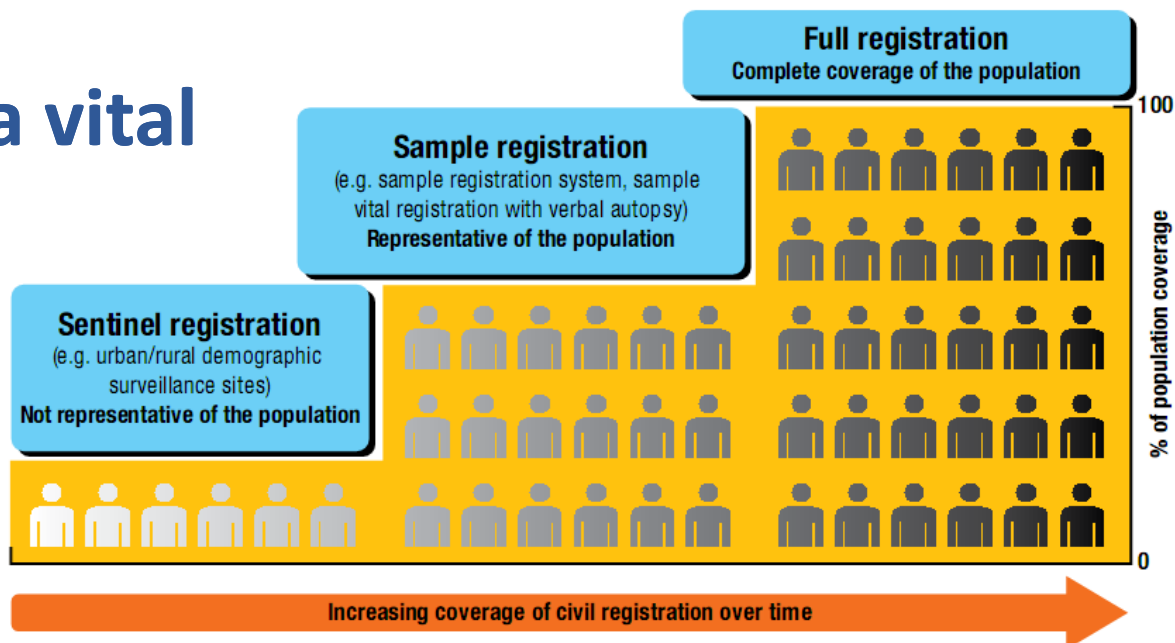 a vital
Full registration
Complete coverage of the population
100
Sample registration
(e.g. sample registration system, sample
vital registration with verbal autopsy)
Representative of the population
Sentinel registration
(e.g. urban/rural demographic
surveillance sites)
Not representative of the population
% of population coverage
0
Increasing coverage of civil registration over time